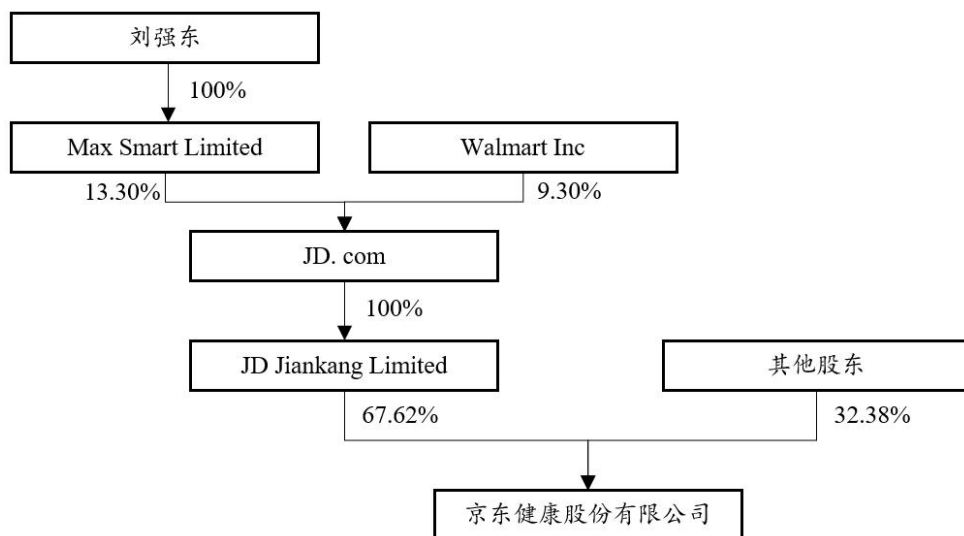 刘强东
100%
Max Smart Limited
Walmart Inc
13.30%
9.30%
JD. com
100%
JD Jiankang Limited
其他股东
67.62%
32.38%
京东健康股份有限公司